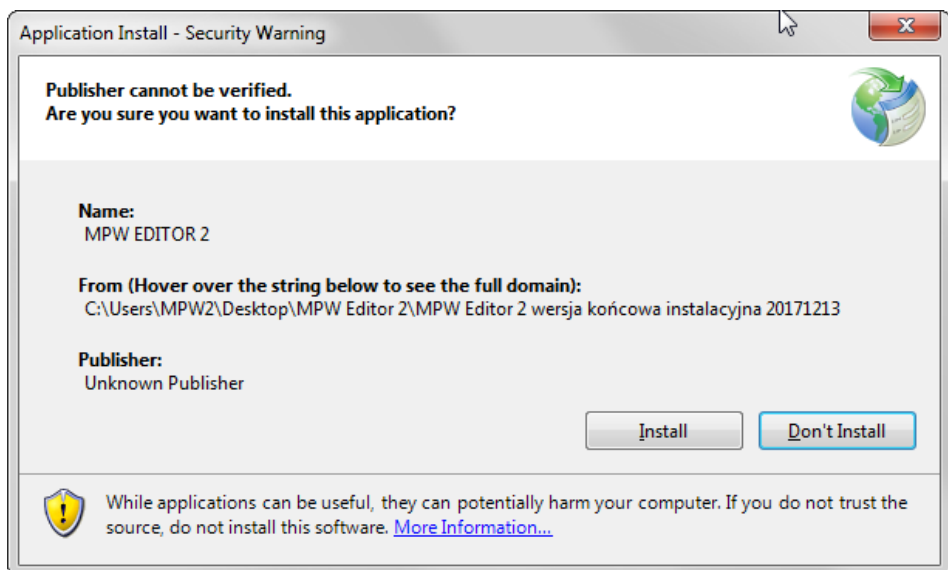 Application Install - Security Warning
Publisher cannot be verified.
Are you sure you want to install this application?
Name:
MPW EDITOR 2
From (Hover over the string below to see the full domain):
C:\Users\MPW2\Desktop\MPW Editor 2\MPW Editor 2 wersja końcowa instalacyjna 20171213
Publisher:
Unknown Publisher
Install
Don't Install
While applications can be useful, they can potentially harm your computer. If you do not trust the
source, do not install this software. More Information...